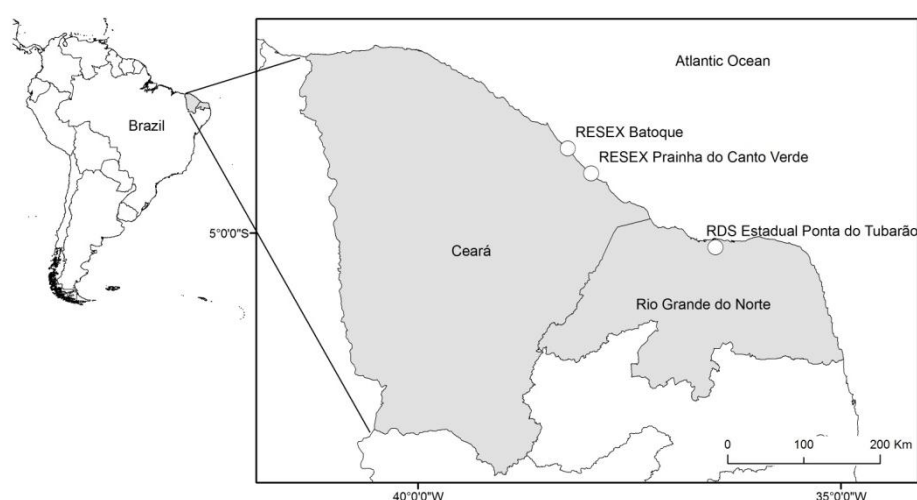 Atlantic Ocean
Brazil
RESEX Batoque
RESEX Prainha do Canto Verde
RDS Estadual Ponta do Tubarão
5°0'0"S
Ceará
Rio Grande do Norte
0 100 200 Km
40°0'0"W 35°0'0"W